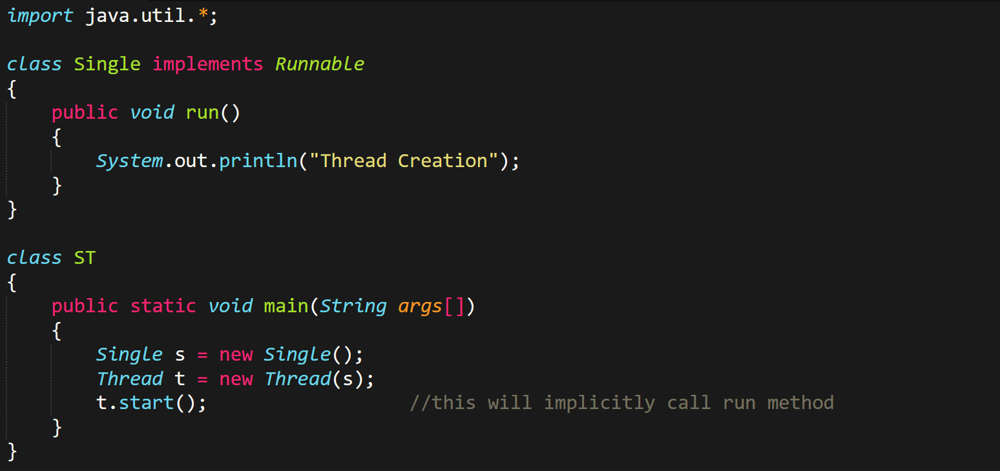 import java.util.*;
class Single implements Runnable
{
    public void run()
    {
        System.out.println("Thread Creation");
    }
}
class ST
{
    public static void main(String args[])
    {
        Single s = new Single();
        Thread t = new Thread(s);
        t.start();                  //this will implicitly call run method
    }
}